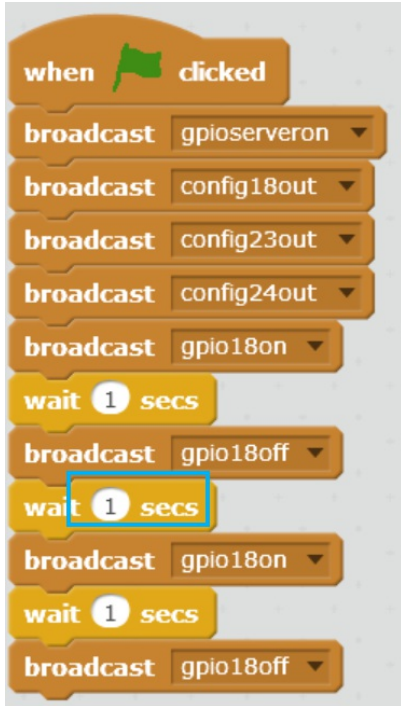 when clicked
broadcast gpioserveron
broadcast config18out
broadcast config23out
broadcast config24out
broadcast gpio18on
wait 1 secs
broadcast gpio18off
wait 1 secs
broadcast gpio18on
wait 1 secs
broadcast gpio18off